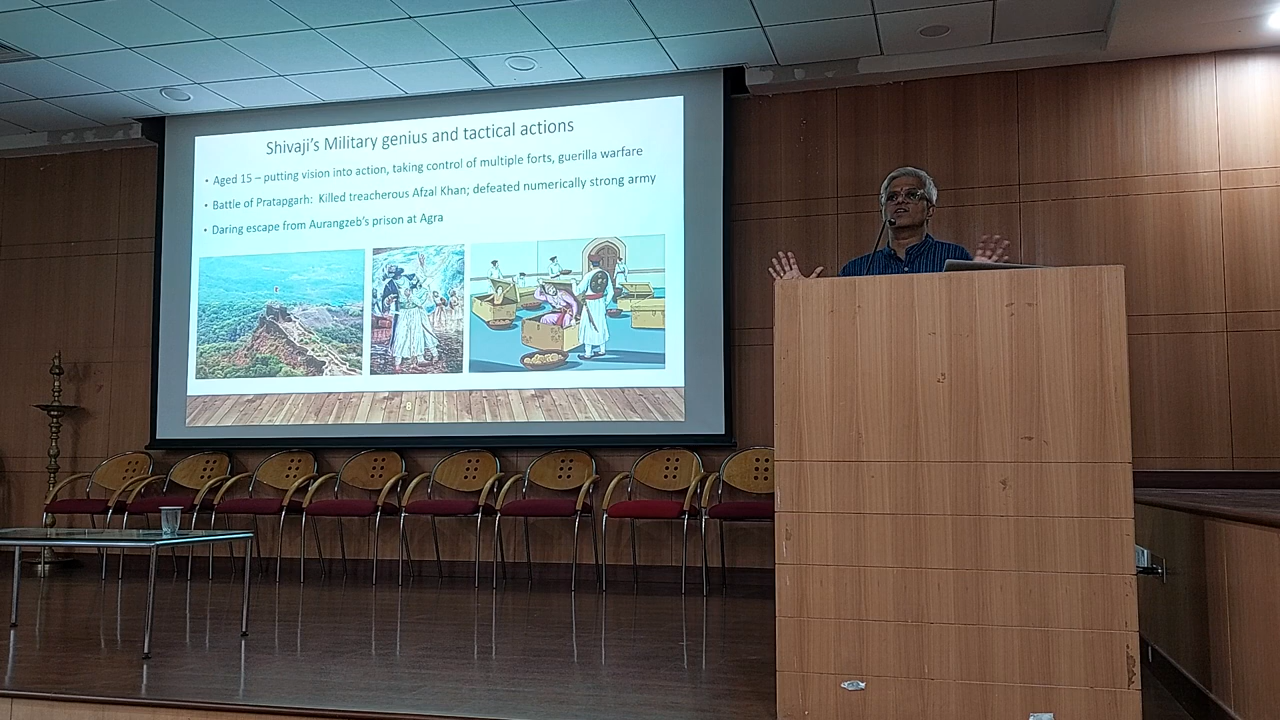 Shivaji's Military genius and tactical actions
• Aged 15 – putting vision into action, taking control of multiple forts, guerilla warfare
• Battle of Pratapgarh: Killed treacherous Afzal Khan; defeated numerically strong army
• Daring escape from Aurangzeb's prison at Agra
8